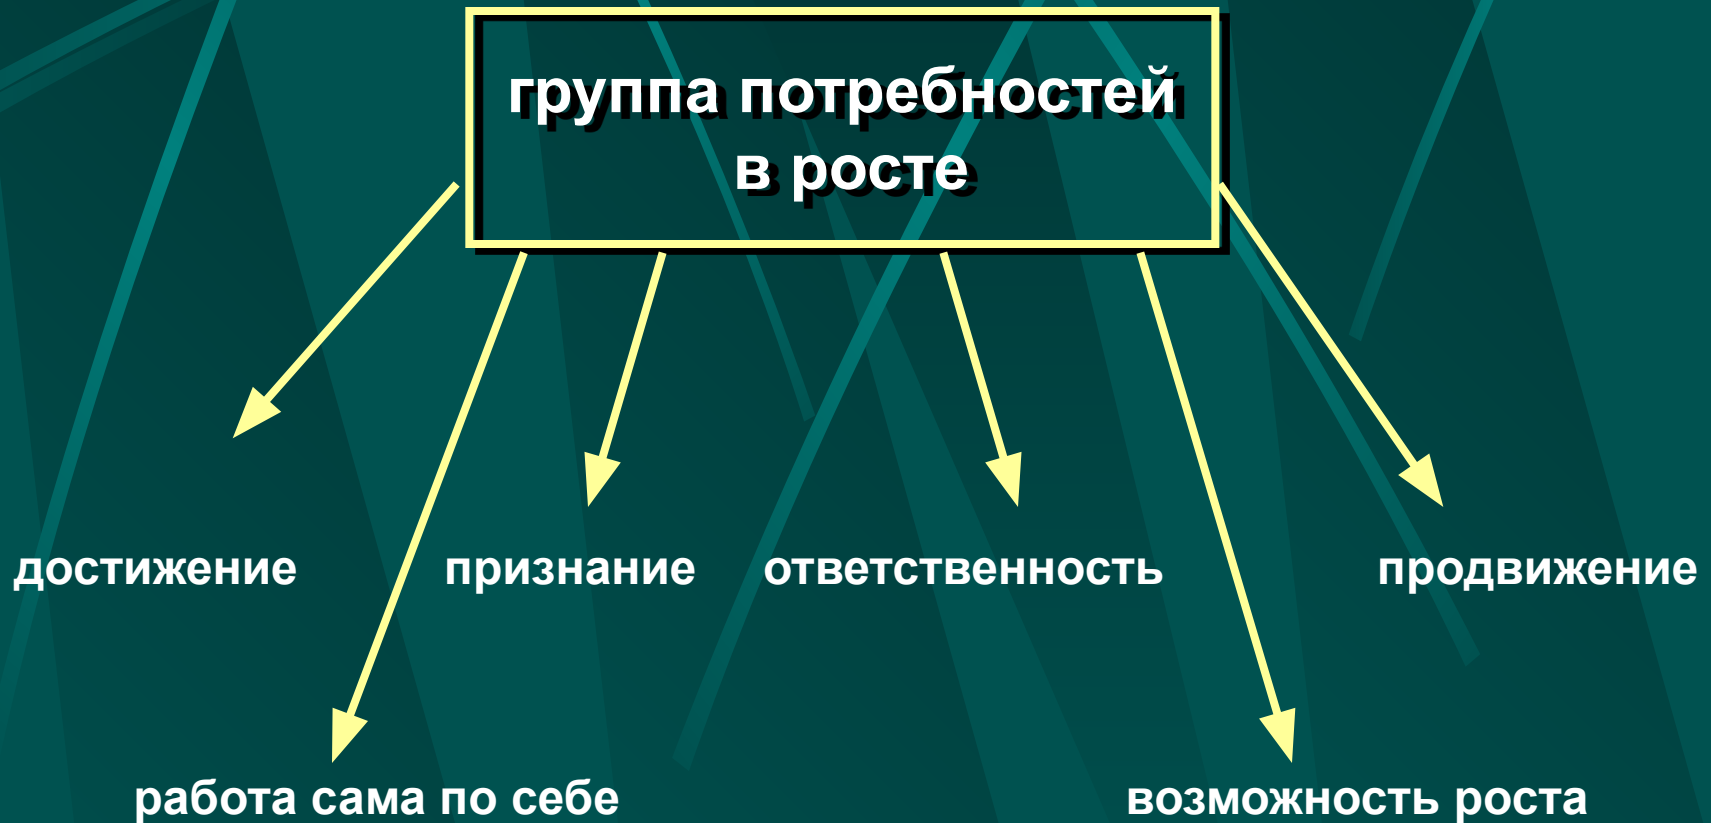 группа потребностей
в росте
достижение
признание
ответственность
продвижение
работа сама по себе
возможность роста